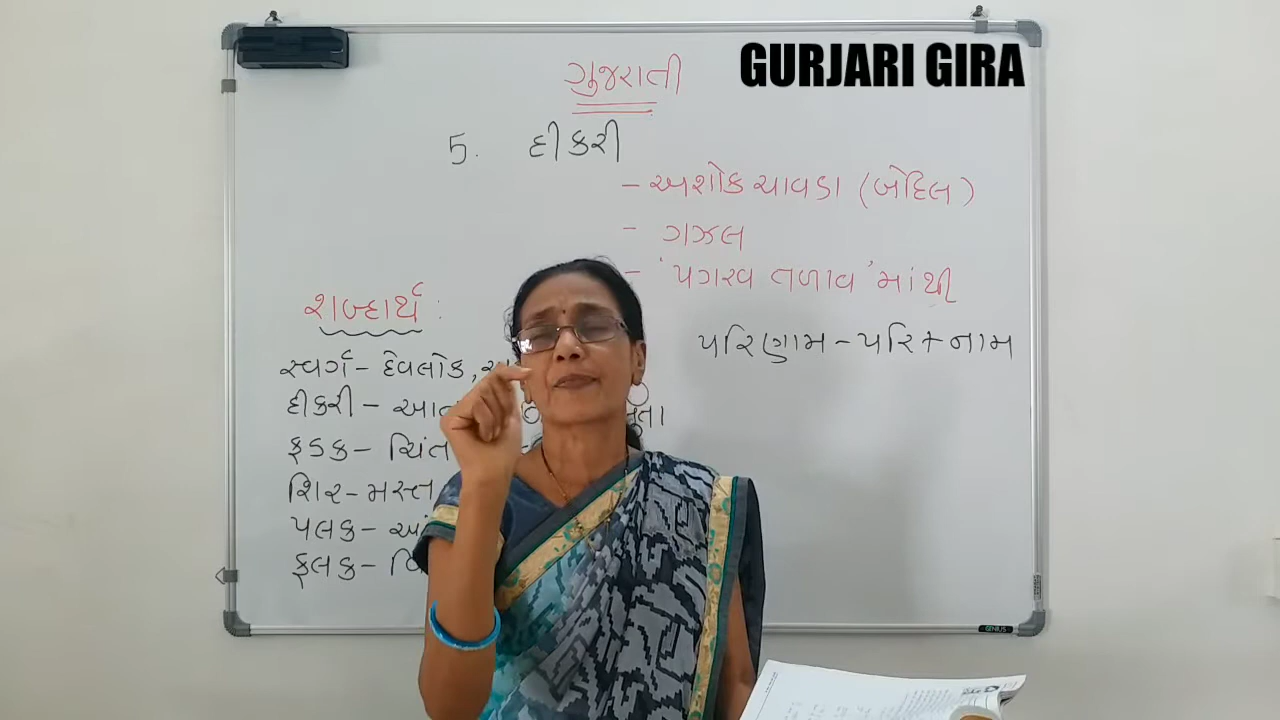 GURJARI GIRA
ગુજરાતી
5. દીકરી
- અશોક ચાવડા (બેદિલ)
- ગઝલ
- 'પગરવ તળાવ'માંથી
શબ્દાર્થ :
પરિણામ - પરિ + નામ
સ્વર્ગ - દેવલોક,
દીકરી -
ફડક -
શિર -
પલક -
ફલક -
GENIUS